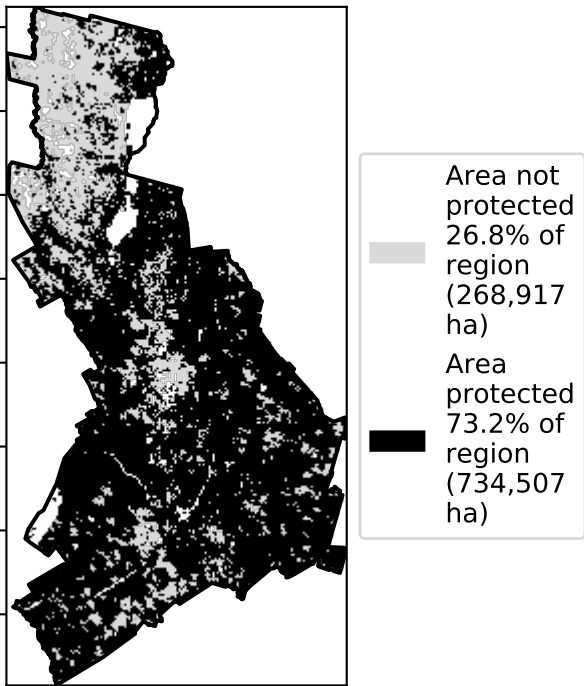 Area not
protected
26.8% of
region
(268,917
ha)
Area
protected
73.2% of
region
(734,507
ha)